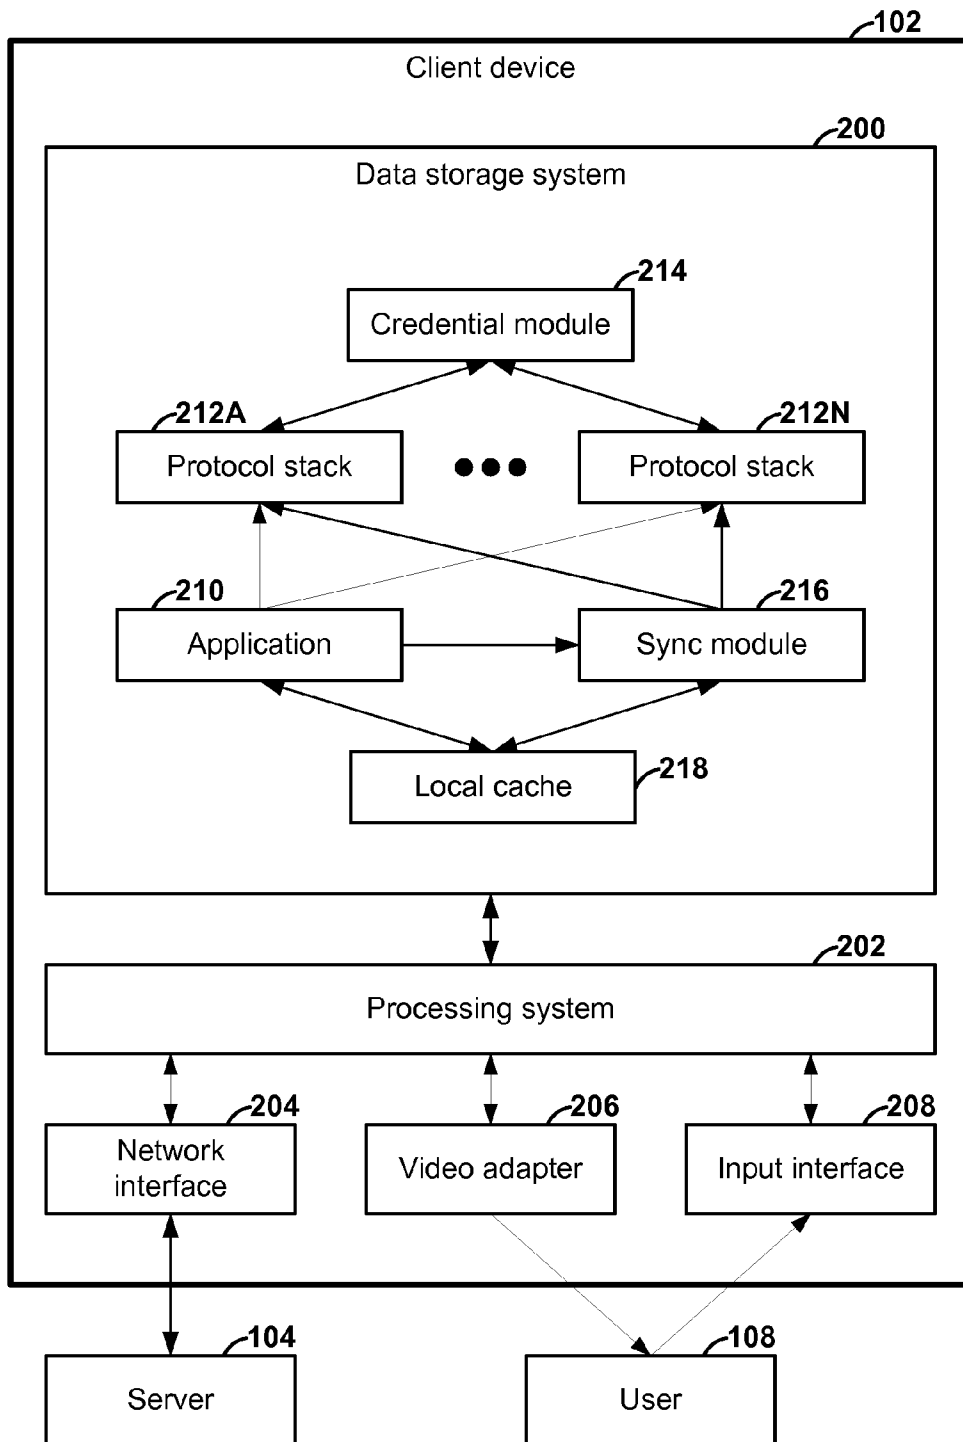 102
Client device
200
Data storage system
214
Credential module
212A
212N
Protocol stack
Protocol stack
210
216
Application
Sync module
218
Local cache
202
Processing system
204
206
208
Network
interface
Video adapter
Input interface
104
108
Server
User